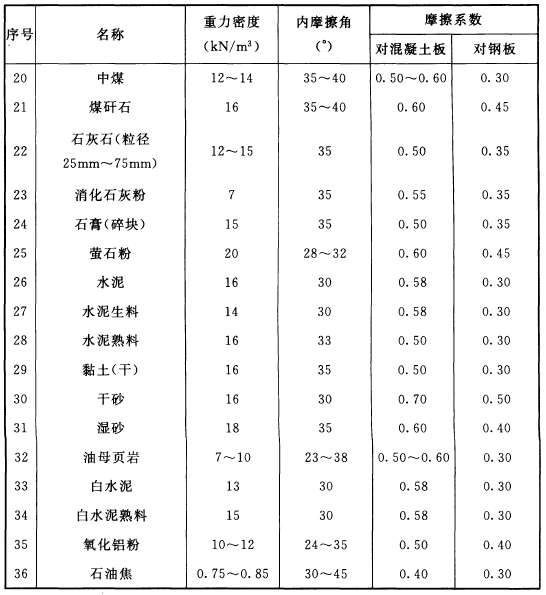 序号 名称 重力密度 (kN/m³) 内摩擦角 (°) 摩擦系数
对混凝土板 对钢板
20 中煤 12～14 35～40 0.50～0.60 0.30
21 煤矸石 16 35～40 0.60 0.45
22 石灰石(粒径 25mm～75mm) 12～15 35 0.50 0.35
23 消化石灰粉 7 35 0.55 0.35
24 石膏(碎块) 15 35 0.50 0.35
25 萤石粉 20 28～32 0.60 0.45
26 水泥 16 30 0.58 0.30
27 水泥生料 14 30 0.58 0.30
28 水泥熟料 16 33 0.50 0.30
29 黏土(干) 16 35 0.50 0.30
30 干砂 16 30 0.70 0.50
31 湿砂 18 35 0.60 0.40
32 油母页岩 7～10 23～38 0.50～0.60 0.30
33 白水泥 13 30 0.58 0.30
34 白水泥熟料 15 30 0.58 0.30
35 氧化铝粉 10～12 24～35 0.50 0.40
36 石油焦 0.75～0.85 30～45 0.40 0.30